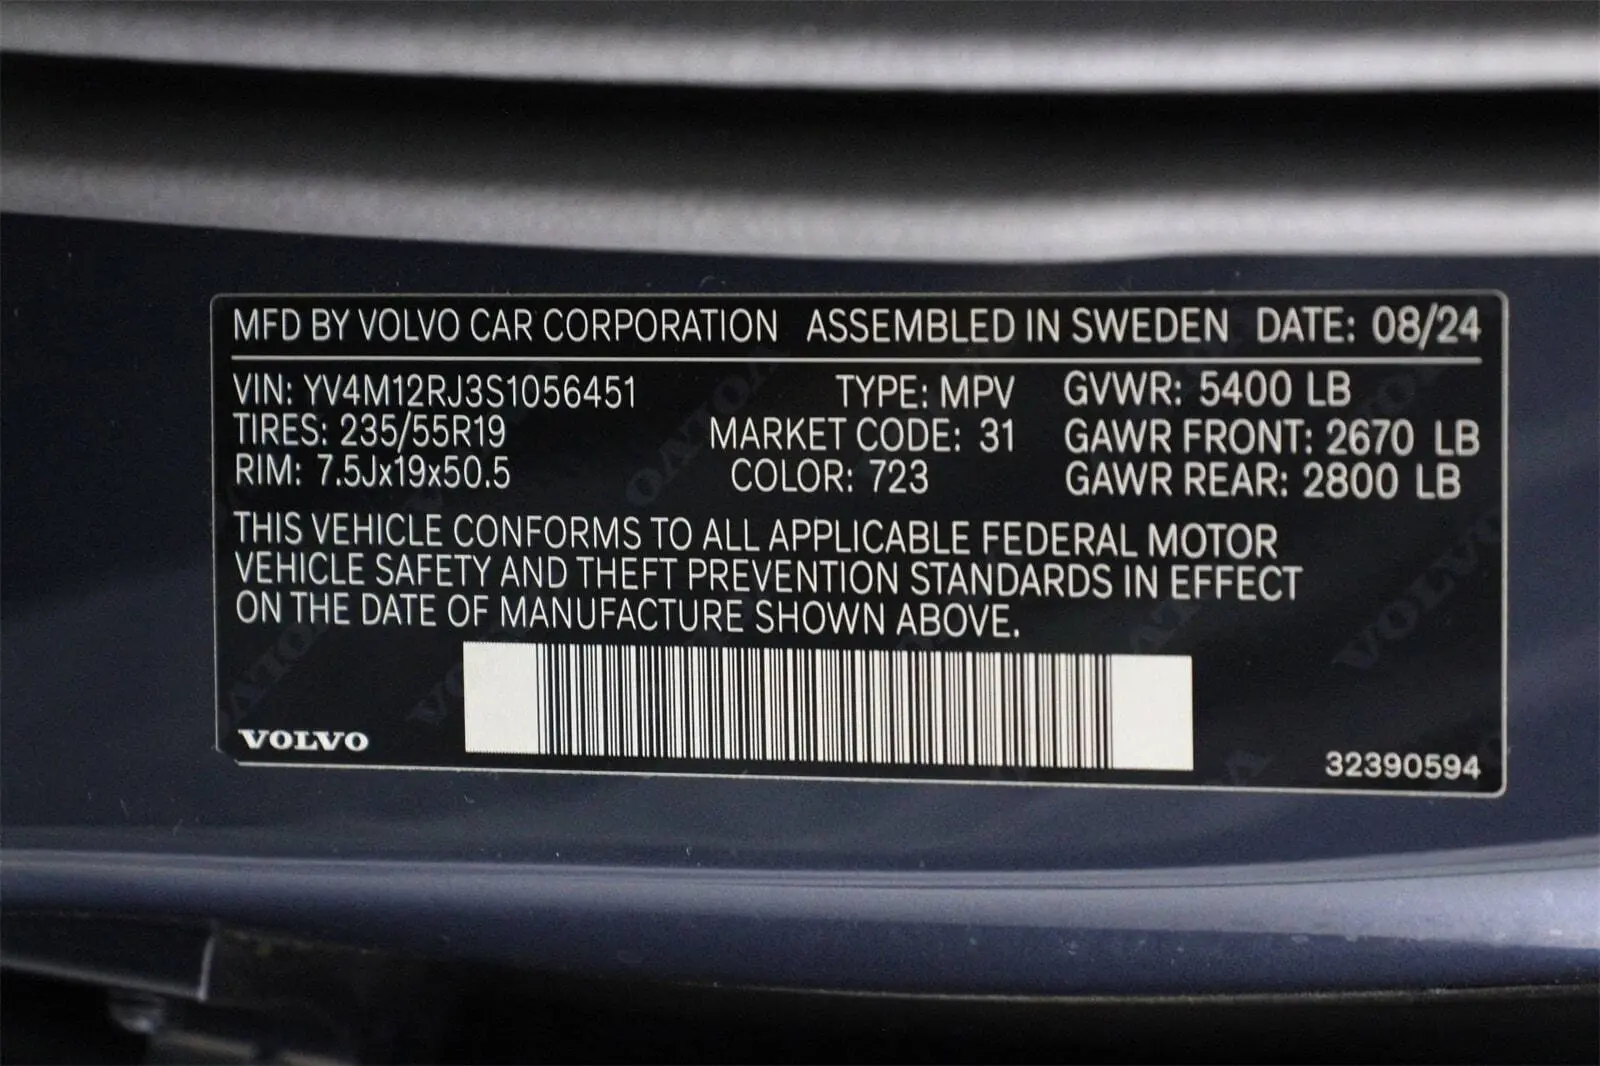 MFD BY VOLVO CAR CORPORATION ASSEMBLED IN SWEDEN DATE: 08/24
VIN: YV4M12RJ3S1056451 TYPE: MPV GVWR: 5400 LB
TIRES: 235/55R19 MARKET CODE: 31 GAWR FRONT: 2670 LB
RIM: 7.5Jx19x50.5 COLOR: 723 GAWR REAR: 2800 LB
THIS VEHICLE CONFORMS TO ALL APPLICABLE FEDERAL MOTOR
VEHICLE SAFETY AND THEFT PREVENTION STANDARDS IN EFFECT
ON THE DATE OF MANUFACTURE SHOWN ABOVE.
VOLVO 32390594